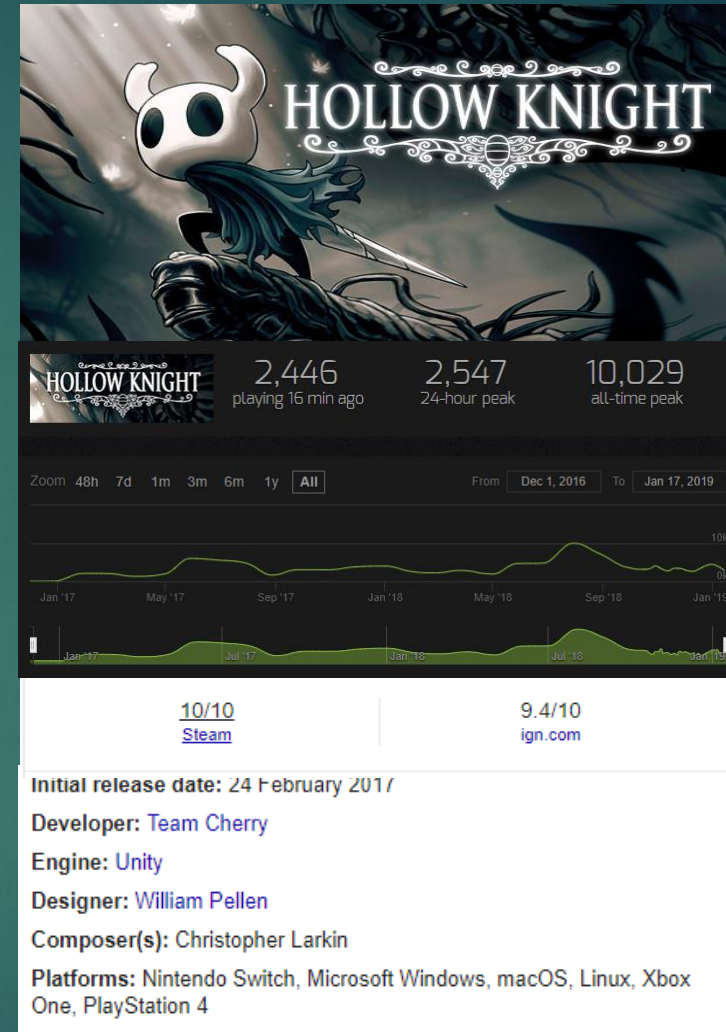 HOLLOW KNIGHT
HOLLOW KNIGHT
2,446
playing 16 min ago
2,547
24-hour peak
10,029
all-time peak
Zoom 48h 7d 1m 3m 6m 1y All
From Dec 1, 2016 To Jan 17, 2019
10k
0k
Jan '17 May '17 Sep '17 Jan '18 May '18 Sep '18 Jan '19
Jan '17 Jul '17 Jan '18 Jul '18 Jan '19
10/10
Steam
9.4/10
ign.com
Initial release date: 24 February 2017
Developer: Team Cherry
Engine: Unity
Designer: William Pellen
Composer(s): Christopher Larkin
Platforms: Nintendo Switch, Microsoft Windows, macOS, Linux, Xbox
One, PlayStation 4